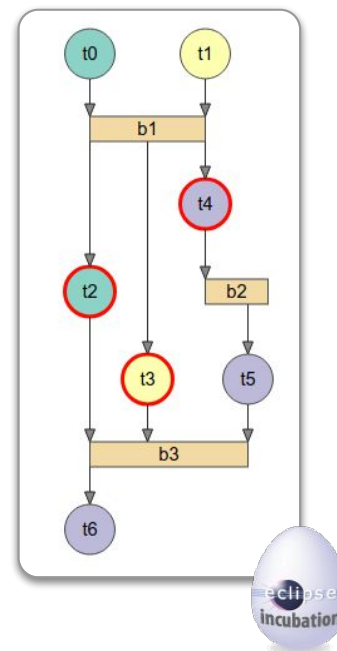 t0 t1
b1
t4
t2 b2
t3 t5
b3
t6
eclipse
incubation